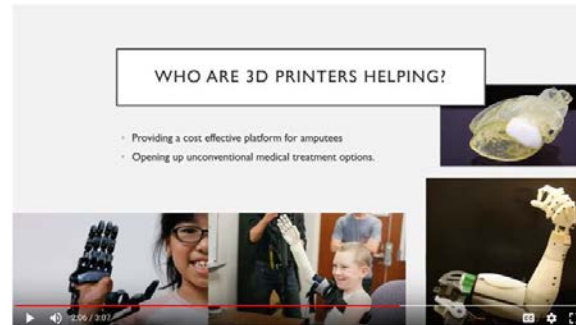 WHO ARE 3D PRINTERS HELPING?
Providing a cost effective platform for amputees
Opening up unconventional medical treatment options.
2:06 / 3:07
CC